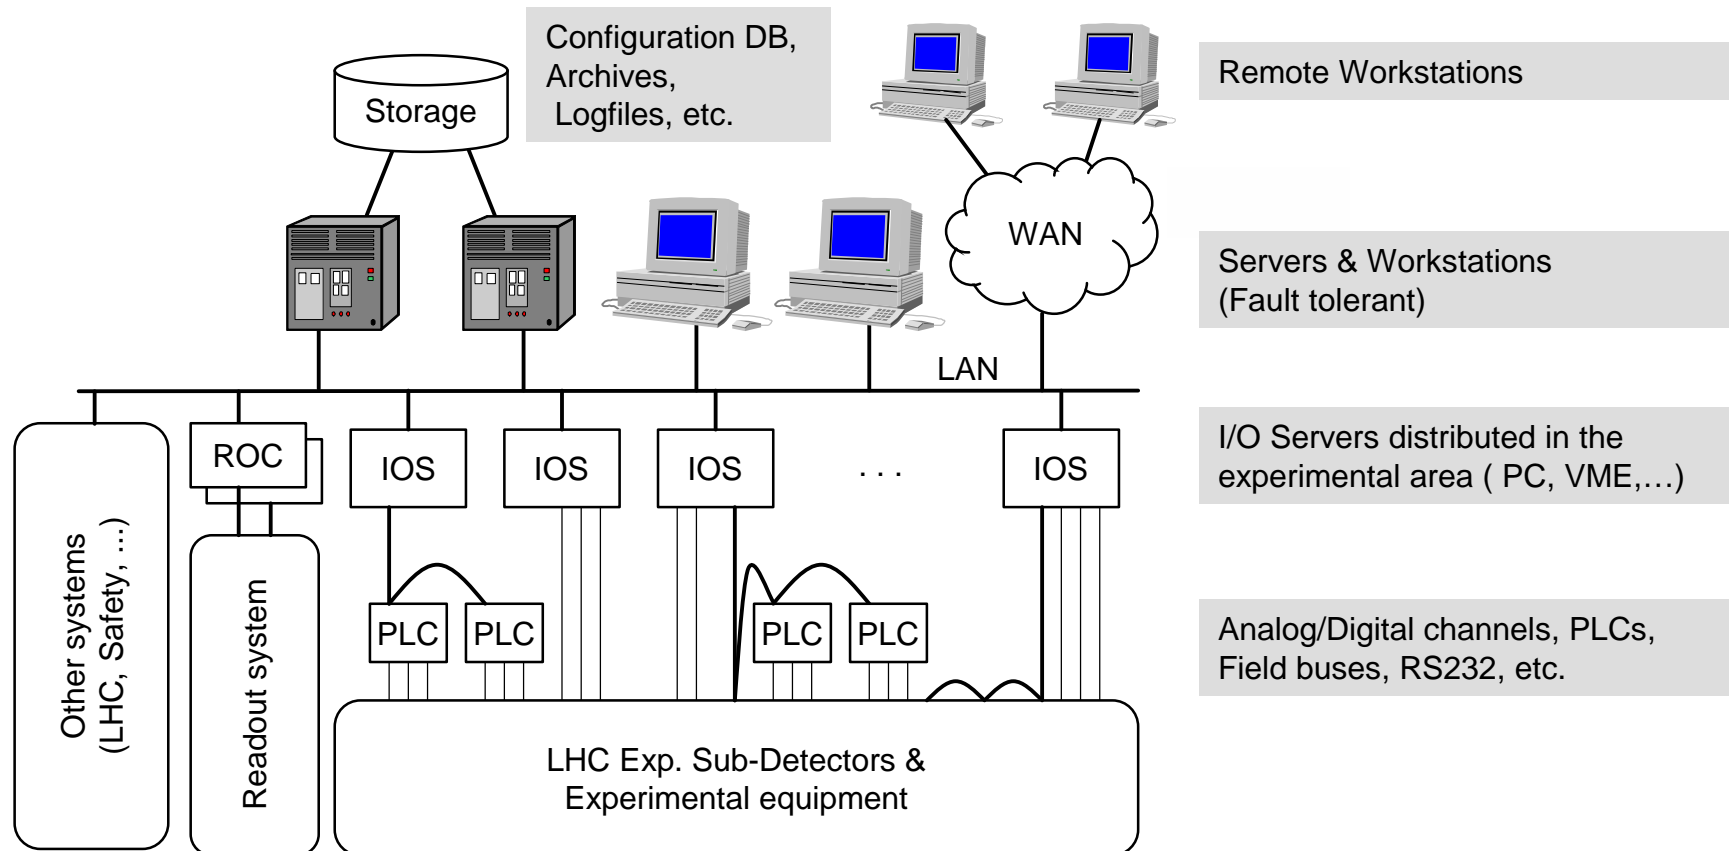 Configuration DB,
Archives,
Logfiles, etc.
Storage
Remote Workstations
WAN
Servers & Workstations
(Fault tolerant)
LAN
ROC
IOS
IOS
IOS
. . .
IOS
I/O Servers distributed in the
experimental area ( PC, VME,…)
Other systems
(LHC, Safety, ...)
Readout system
PLC
PLC
PLC
PLC
Analog/Digital channels, PLCs,
Field buses, RS232, etc.
LHC Exp. Sub-Detectors &
Experimental equipment